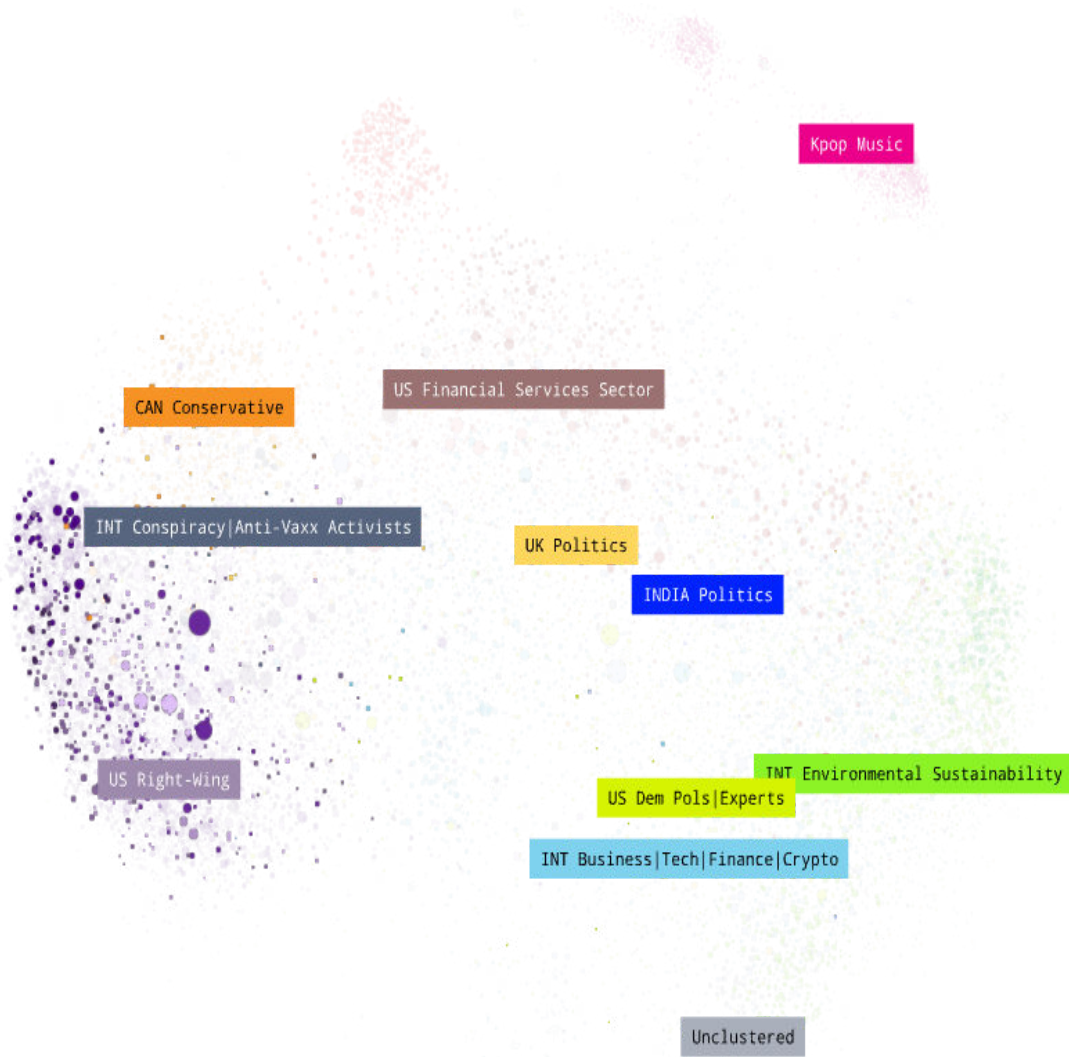 Kpop Music
US Financial Services Sector
CAN Conservative
INT Conspiracy|Anti-Vaxx Activists
UK Politics
INDIA Politics
INT Environmental Sustainability
US Right-Wing
US Dem Pols|Experts
INT Business|Tech|Finance|Crypto
Unclustered